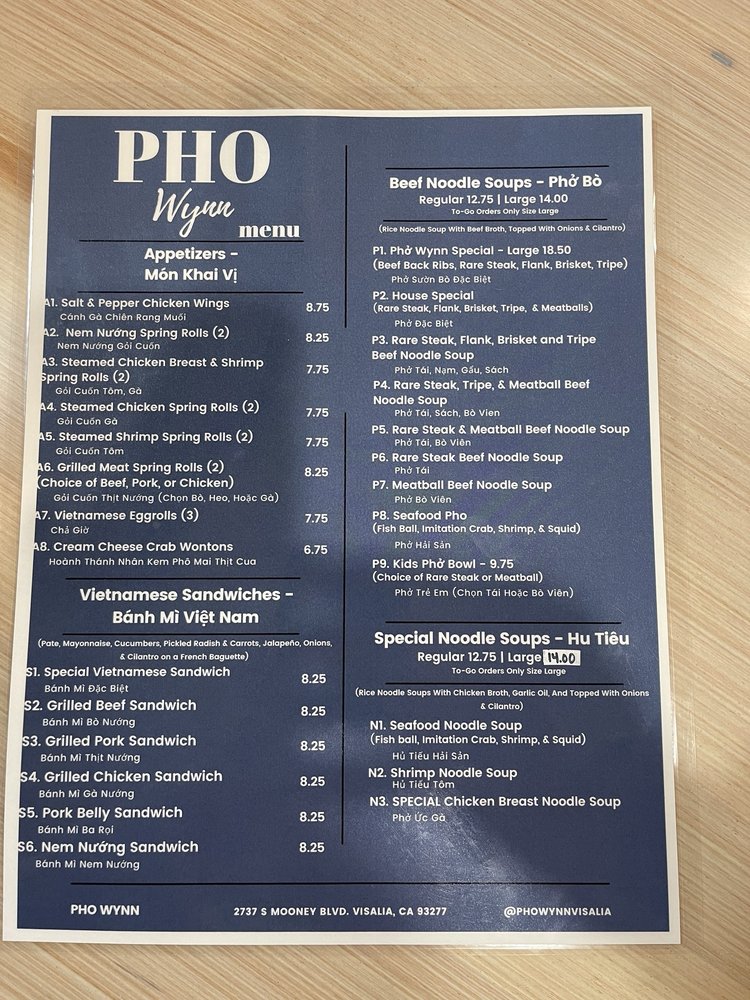 PHO
Wynn
menu
Appetizers -
Món Khai Vị
A1. Salt & Pepper Chicken Wings 8.75
Cánh Gà Chiên Rang Muối
A2. Nem Nướng Spring Rolls (2) 8.25
Nem Nướng Gỏi Cuốn
A3. Steamed Chicken Breast & Shrimp
Spring Rolls (2) 7.75
Gỏi Cuốn Tôm, Gà
A4. Steamed Chicken Spring Rolls (2) 7.75
Gỏi Cuốn Gà
A5. Steamed Shrimp Spring Rolls (2) 7.75
Gỏi Cuốn Tôm
A6. Grilled Meat Spring Rolls (2) 8.25
(Choice of Beef, Pork, or Chicken)
Gỏi Cuốn Thịt Nướng (Chọn Bò, Heo, Hoặc Gà)
A7. Vietnamese Eggrolls (3) 7.75
Chả Giờ
A8. Cream Cheese Crab Wontons 6.75
Hoành Thánh Nhân Kem Phô Mai Thịt Cua
Vietnamese Sandwiches -
Bánh Mì Việt Nam
(Pate, Mayonnaise, Cucumbers, Pickled Radish & Carrots, Jalapeño, Onions,
& Cilantro on a French Baguette)
S1. Special Vietnamese Sandwich 8.25
Bánh Mì Đặc Biệt
S2. Grilled Beef Sandwich 8.25
Bánh Mì Bò Nướng
S3. Grilled Pork Sandwich 8.25
Bánh Mì Thịt Nướng
S4. Grilled Chicken Sandwich 8.25
Bánh Mì Gà Nướng
S5. Pork Belly Sandwich 8.25
Bánh Mì Ba Rọi
S6. Nem Nướng Sandwich 8.25
Bánh Mì Nem Nướng
Beef Noodle Soups - Phở Bò
Regular 12.75 | Large 14.00
To-Go Orders Only Size Large
(Rice Noodle Soup With Beef Broth, Topped With Onions & Cilantro)
P1. Phở Wynn Special - Large 18.50
(Beef Back Ribs, Rare Steak, Flank, Brisket, Tripe)
Phở Sườn Bò Đặc Biệt
P2. House Special
(Rare Steak, Flank, Brisket, Tripe, & Meatballs)
Phở Đặc Biệt
P3. Rare Steak, Flank, Brisket and Tripe
Beef Noodle Soup
Phở Tái, Nạm, Gầu, Sách
P4. Rare Steak, Tripe, & Meatball Beef
Noodle Soup
Phở Tái, Sách, Bò Vien
P5. Rare Steak & Meatball Beef Noodle Soup
Phở Tái, Bò Viên
P6. Rare Steak Beef Noodle Soup
Phở Tái
P7. Meatball Beef Noodle Soup
Phở Bò Viên
P8. Seafood Pho
(Fish Ball, Imitation Crab, Shrimp, & Squid)
Phở Hải Sản
P9. Kids Phở Bowl - 9.75
(Choice of Rare Steak or Meatball)
Phở Trẻ Em (Chọn Tái Hoặc Bò Viên)
Special Noodle Soups - Hu Tiêu
Regular 12.75 | Large 14.00
To-Go Orders Only Size Large
(Rice Noodle Soups With Chicken Broth, Garlic Oil, And Topped With Onions
& Cilantro)
N1. Seafood Noodle Soup
(Fish ball, Imitation Crab, Shrimp, & Squid)
Hủ Tiếu Hải Sản
N2. Shrimp Noodle Soup
Hủ Tiếu Tôm
N3. SPECIAL Chicken Breast Noodle Soup
Phở Ức Gà
PHO WYNN 2737 S MOONEY BLVD. VISALIA, CA 93277 @PHOWYNNVISALIA